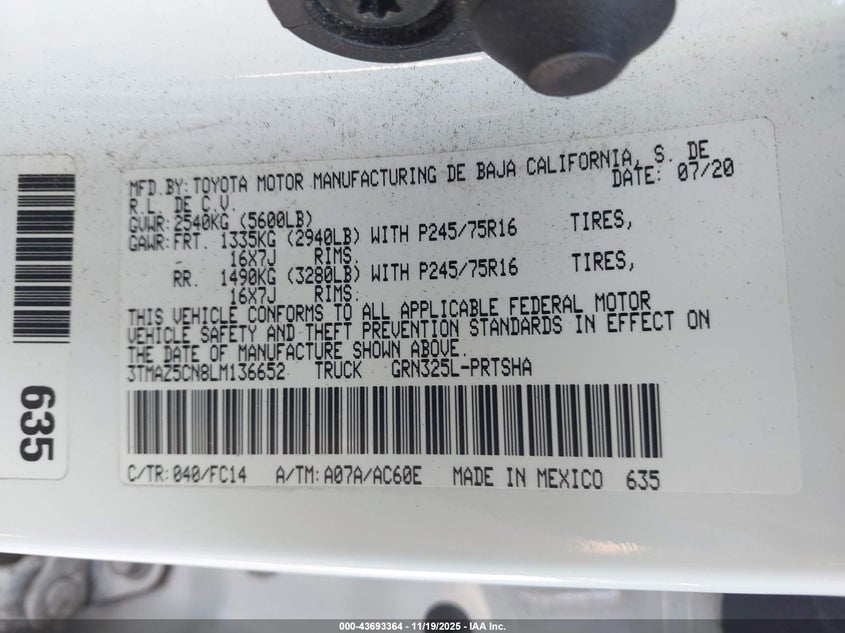 MFD.BY:TOYOTA MOTOR MANUFACTURING DE BAJA CALIFORNIA, S. DE
R.L. DE C.V. DATE: 07/20
GVWR:2540KG (5600LB)
GAWR:FRT. 1335KG (2940LB) WITH P245/75R16 TIRES,
- 16X7J RIMS.
RR. 1490KG (3280LB) WITH P245/75R16 TIRES,
16X7J RIMS.
THIS VEHICLE CONFORMS TO ALL APPLICABLE FEDERAL MOTOR
VEHICLE SAFETY AND THEFT PREVENTION STANDARDS IN EFFECT ON
THE DATE OF MANUFACTURE SHOWN ABOVE.
3TMAZ5CN8LM136652 TRUCK GRN325L-PRTSHA
C/TR:040/FC14 A/TM:A07A/AC60E MADE IN MEXICO 635
635
000-43693364 - 11/19/2025 - IAA Inc.